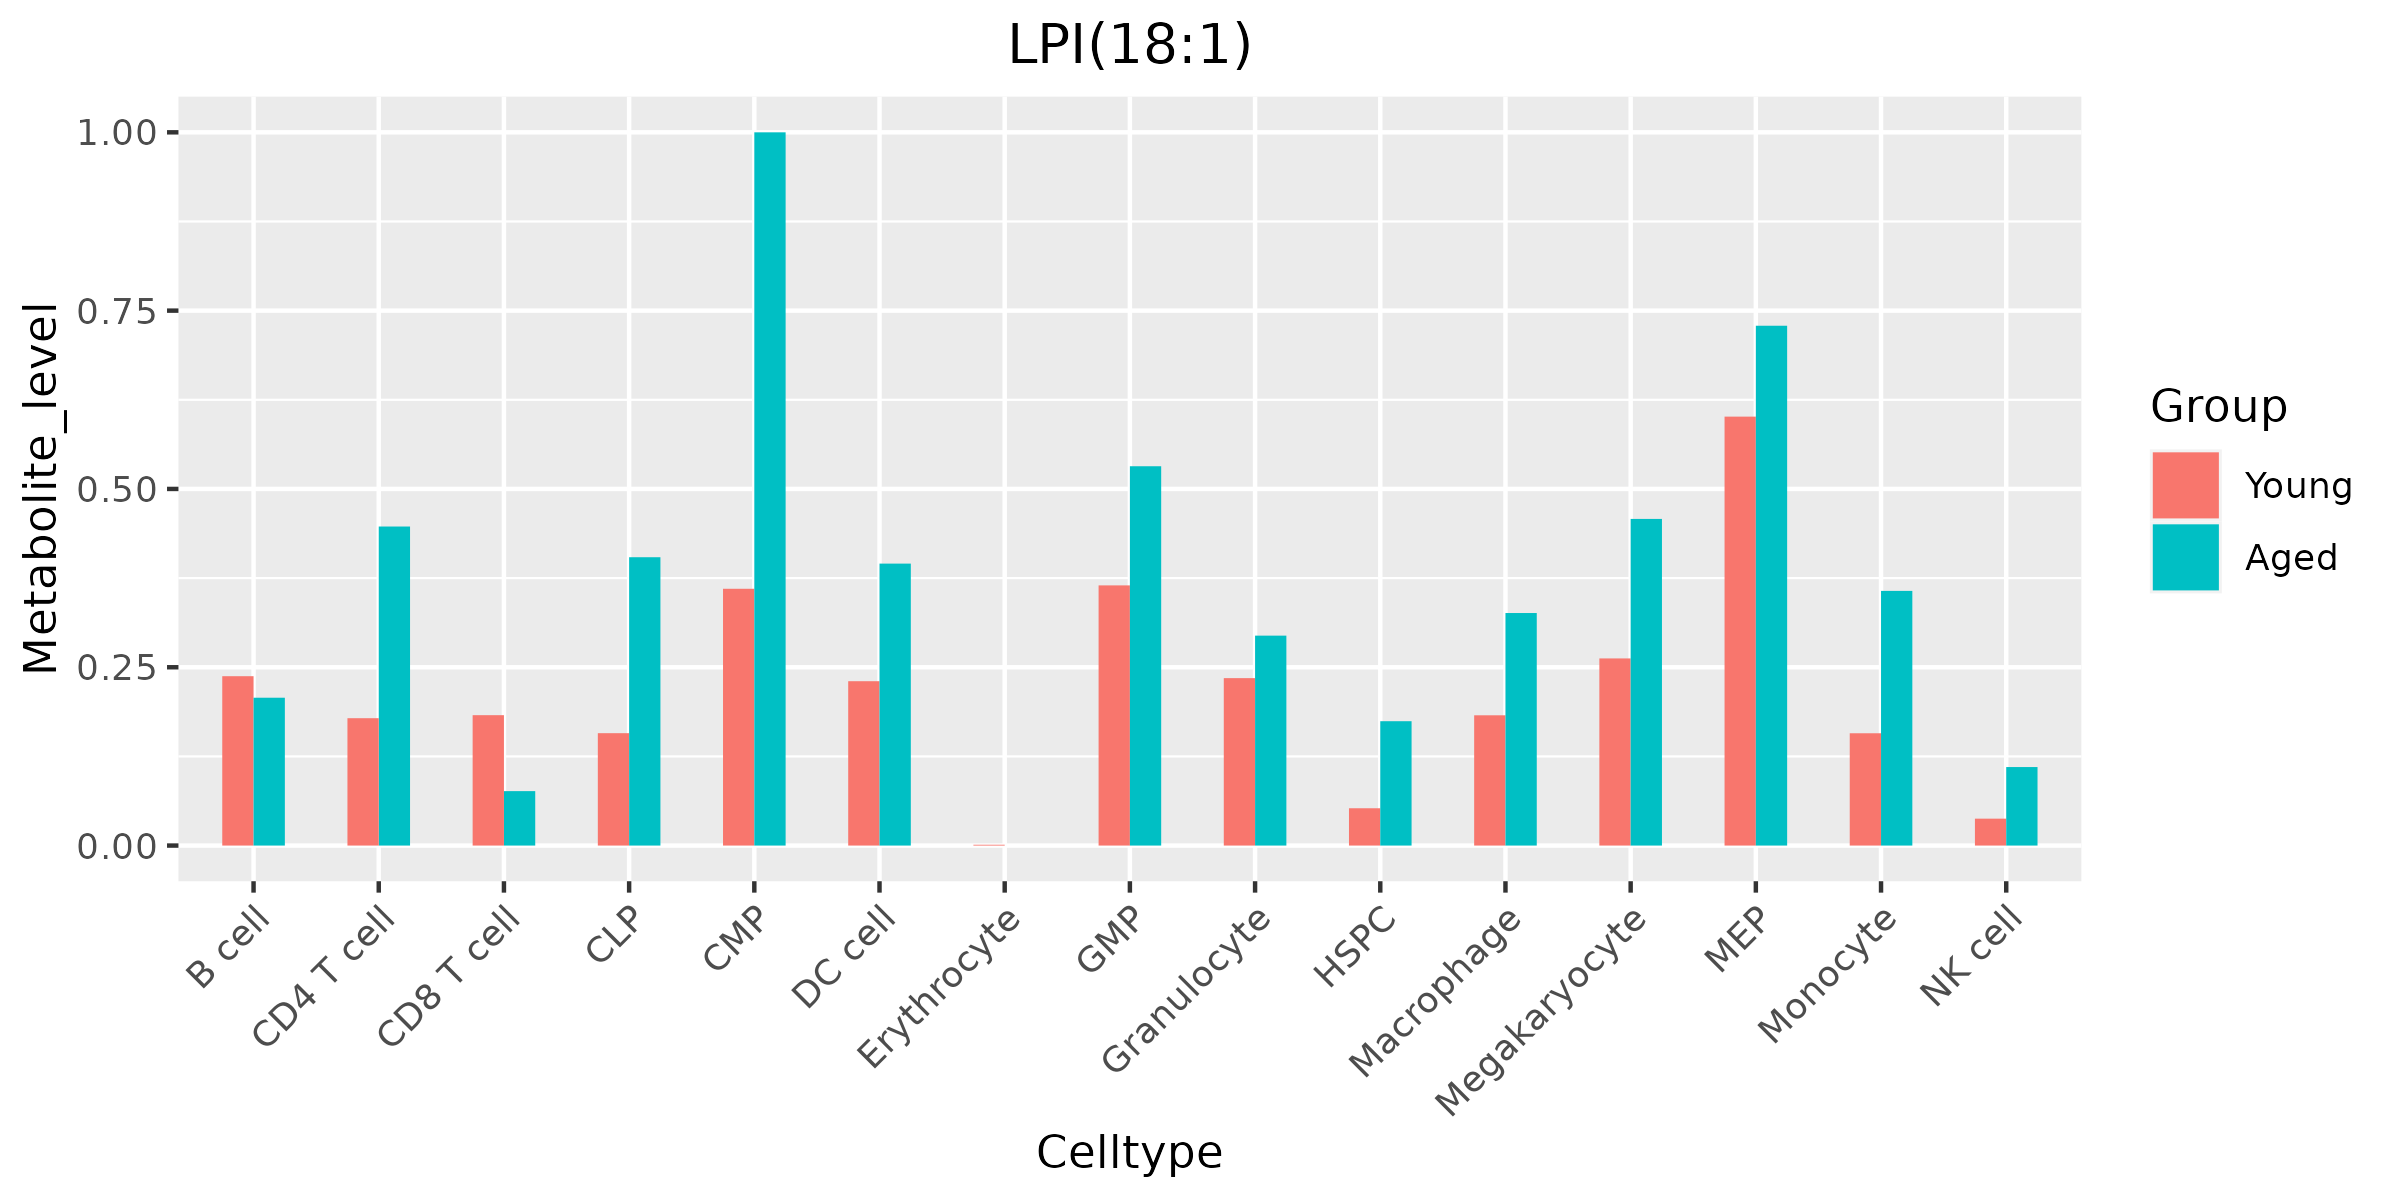 LPI(18:1)
Metabolite_level
1.00
0.75
0.50
0.25
0.00
B cell
CD4 T cell
CD8 T cell
CLP
CMP
DC cell
Erythrocyte
GMP
Granulocyte
HSPC
Macrophage
Megakaryocyte
MEP
Monocyte
NK cell
Celltype
Group
Young
Aged